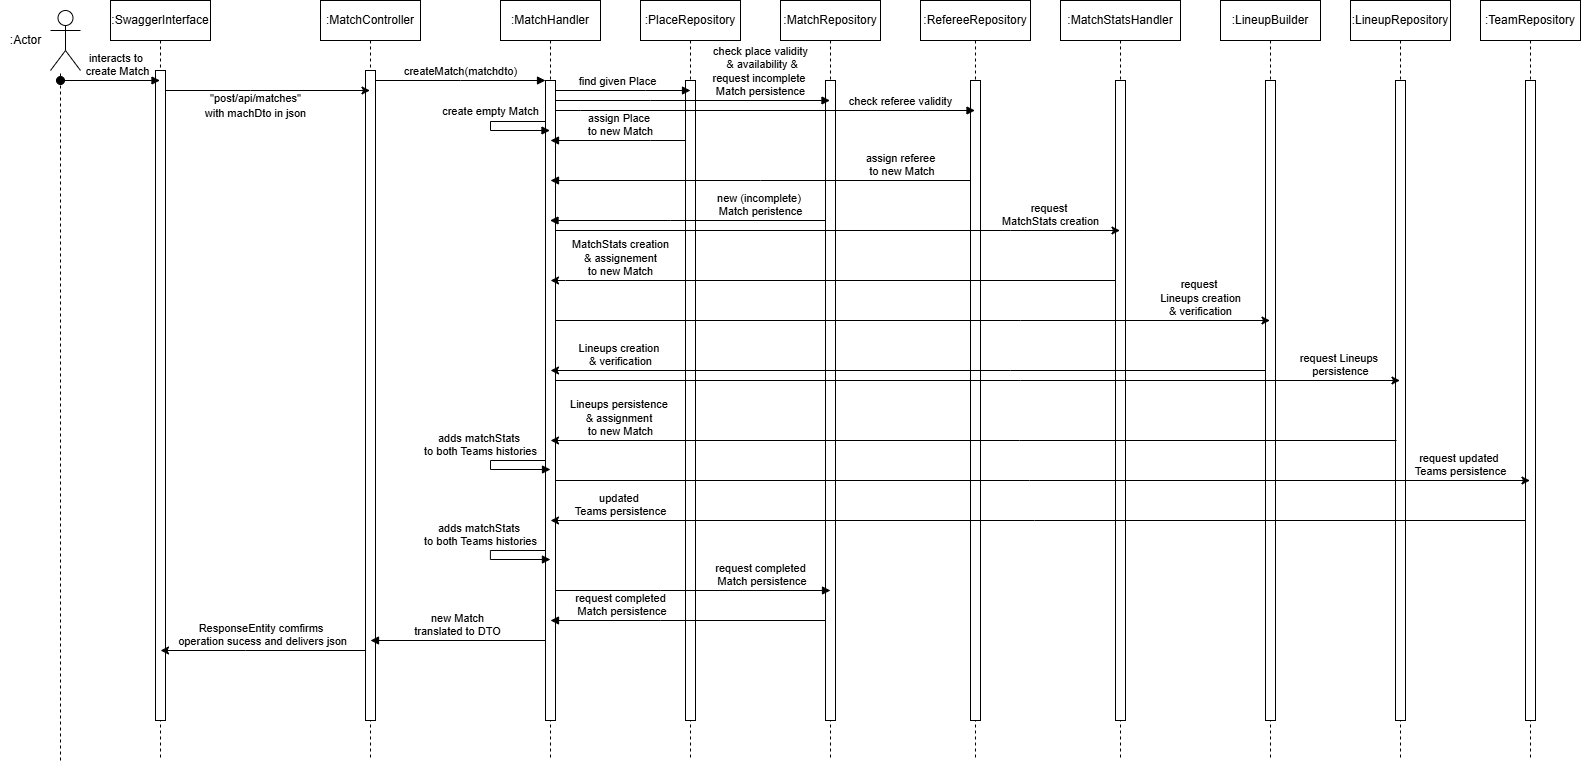 :Actor
:SwaggerInterface
:MatchController
:MatchHandler
:PlaceRepository
:MatchRepository
:RefereeRepository
:MatchStatsHandler
:LineupBuilder
:LineupRepository
:TeamRepository
interacts to
create Match
"post/api/matches"
with machDto in json
createMatch(matchdto)
find given Place
check place validity
& availability &
request incomplete
Match persistence
check referee validity
create empty Match
assign Place
to new Match
assign referee
to new Match
new (incomplete)
Match peristence
request
MatchStats creation
MatchStats creation
& assignement
to new Match
request
Lineups creation
& verification
Lineups creation
& verification
request Lineups
persistence
Lineups persistence
& assignment
to new Match
adds matchStats
to both Teams histories
request updated
Teams persistence
updated
Teams persistence
adds matchStats
to both Teams histories
request completed
Match persistence
request completed
Match persistence
new Match
translated to DTO
ResponseEntity comfirms
operation sucess and delivers json